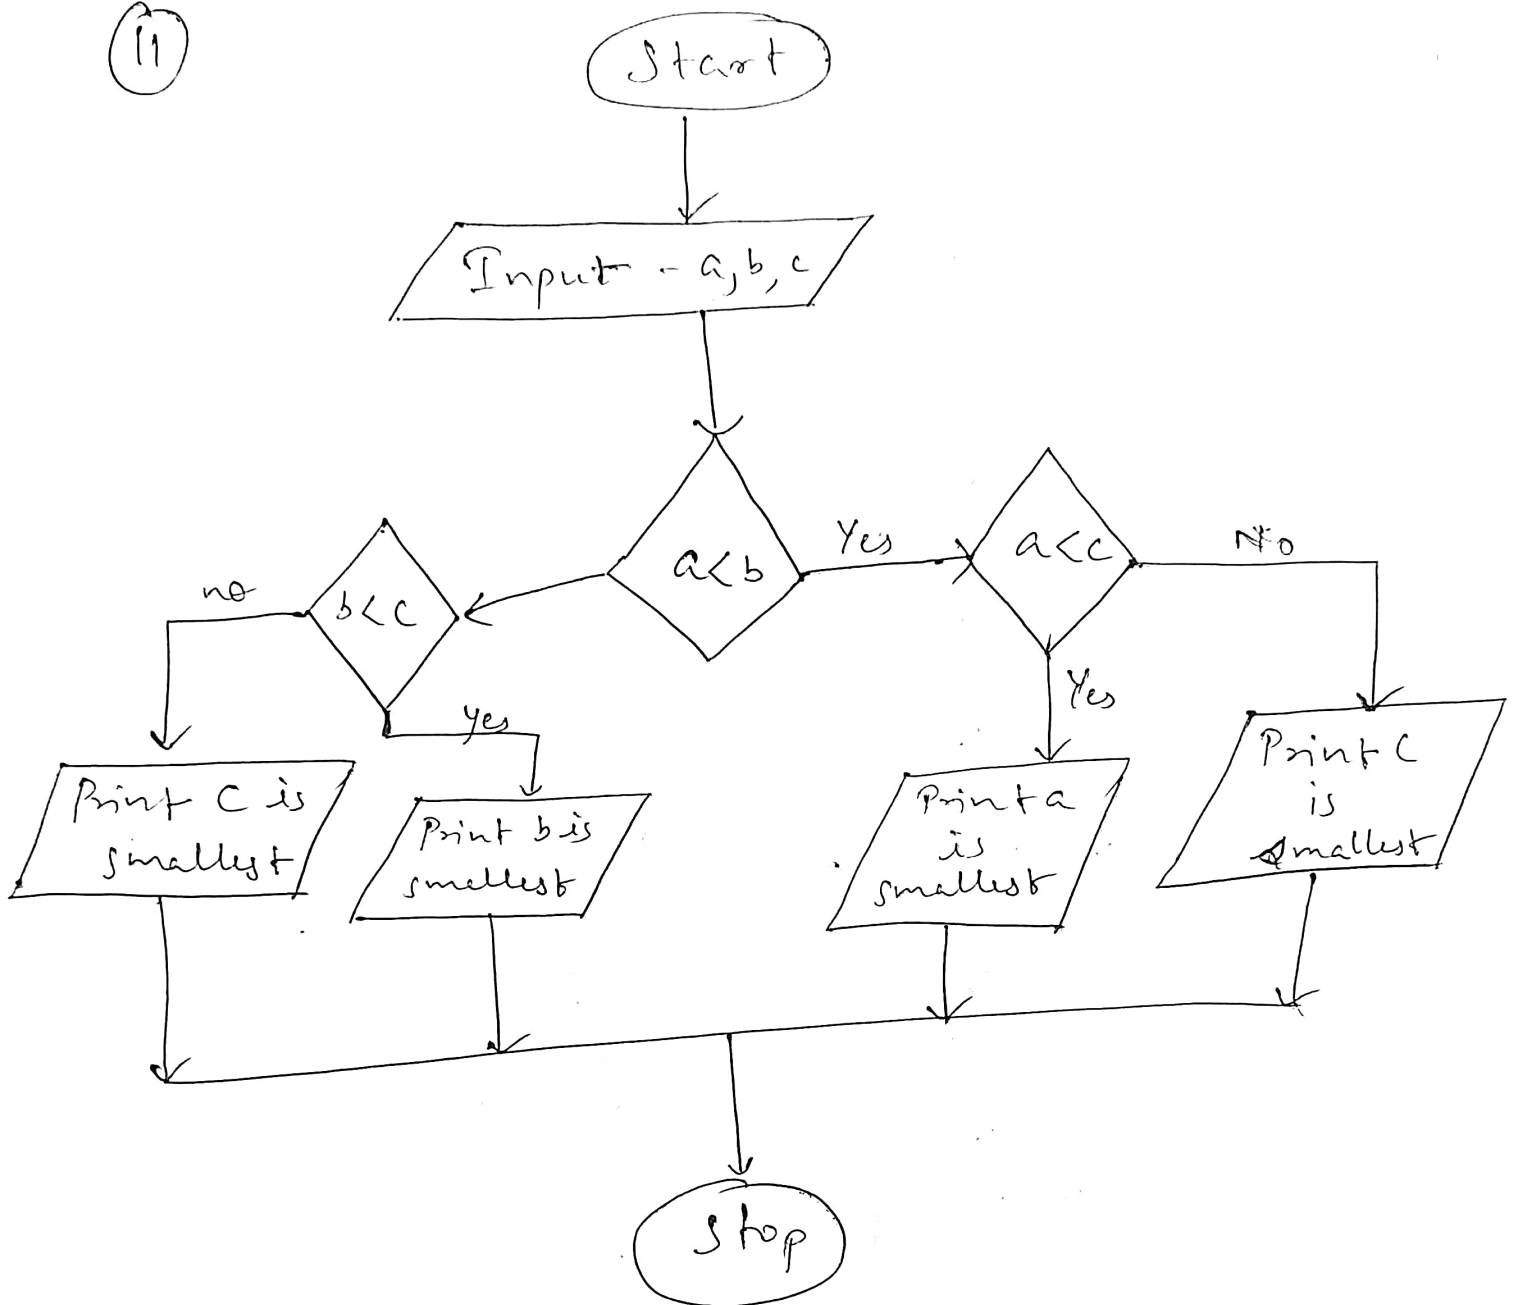 11
Start
Input - a, b, c
a<b
Yes
a<c
No
b<c
no
yes
Yes
Print C is
smallest
Print b is
smallest
Print a
is
smallest
Print C
is
smallest
Stop